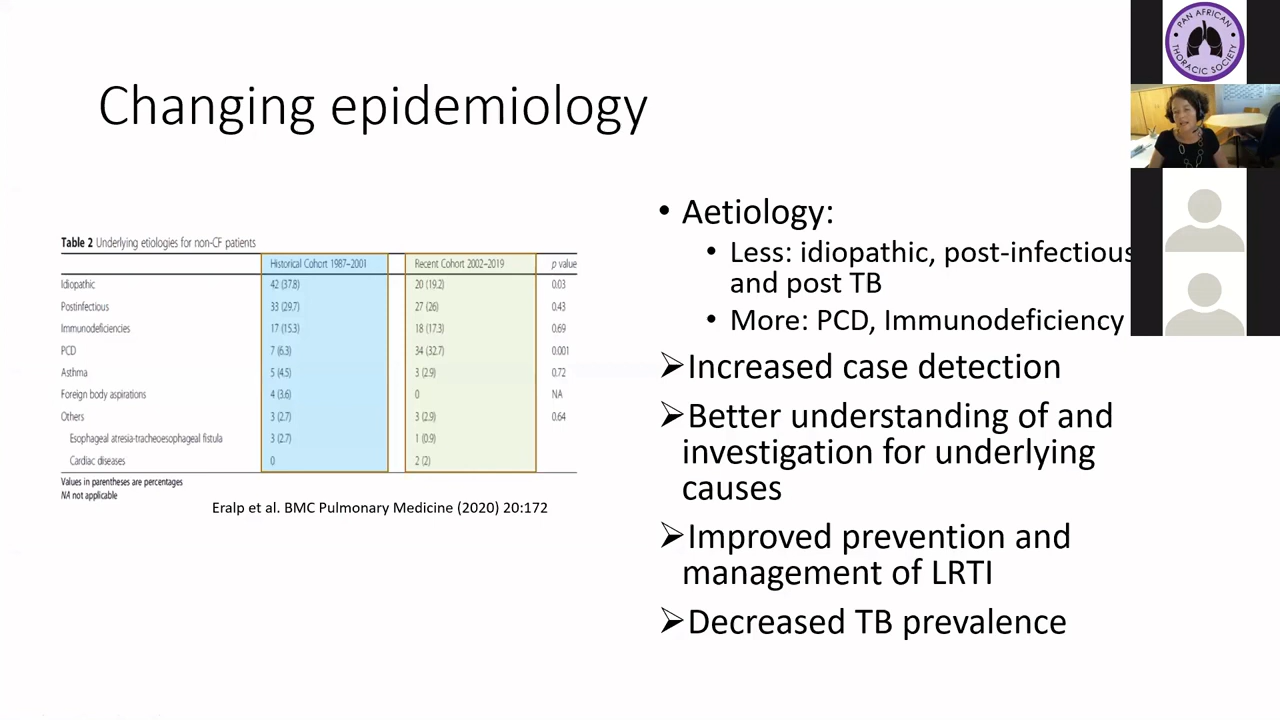 PAN AFRICAN
THORACIC SOCIETY
Changing epidemiology
Table 2 Underlying etiologies for non-CF patients
Historical Cohort 1987–2001 Recent Cohort 2002–2019 p value
Idiopathic 42 (37.8) 20 (19.2) 0.03
Postinfectious 33 (29.7) 27 (26) 0.43
Immunodeficiencies 17 (15.3) 18 (17.3) 0.69
PCD 7 (6.3) 34 (32.7) 0.001
Asthma 5 (4.5) 3 (2.9) 0.72
Foreign body aspirations 4 (3.6) 0 NA
Others 3 (2.7) 3 (2.9) 0.64
Esophageal atresia-tracheoesophageal fistula 3 (2.7) 1 (0.9)
Cardiac diseases 0 2 (2)
Values in parentheses are percentages
NA not applicable
Eralp et al. BMC Pulmonary Medicine (2020) 20:172
• Aetiology:
• Less: idiopathic, post-infectious
and post TB
• More: PCD, Immunodeficiency
➢Increased case detection
➢Better understanding of and
investigation for underlying
causes
➢Improved prevention and
management of LRTI
➢Decreased TB prevalence